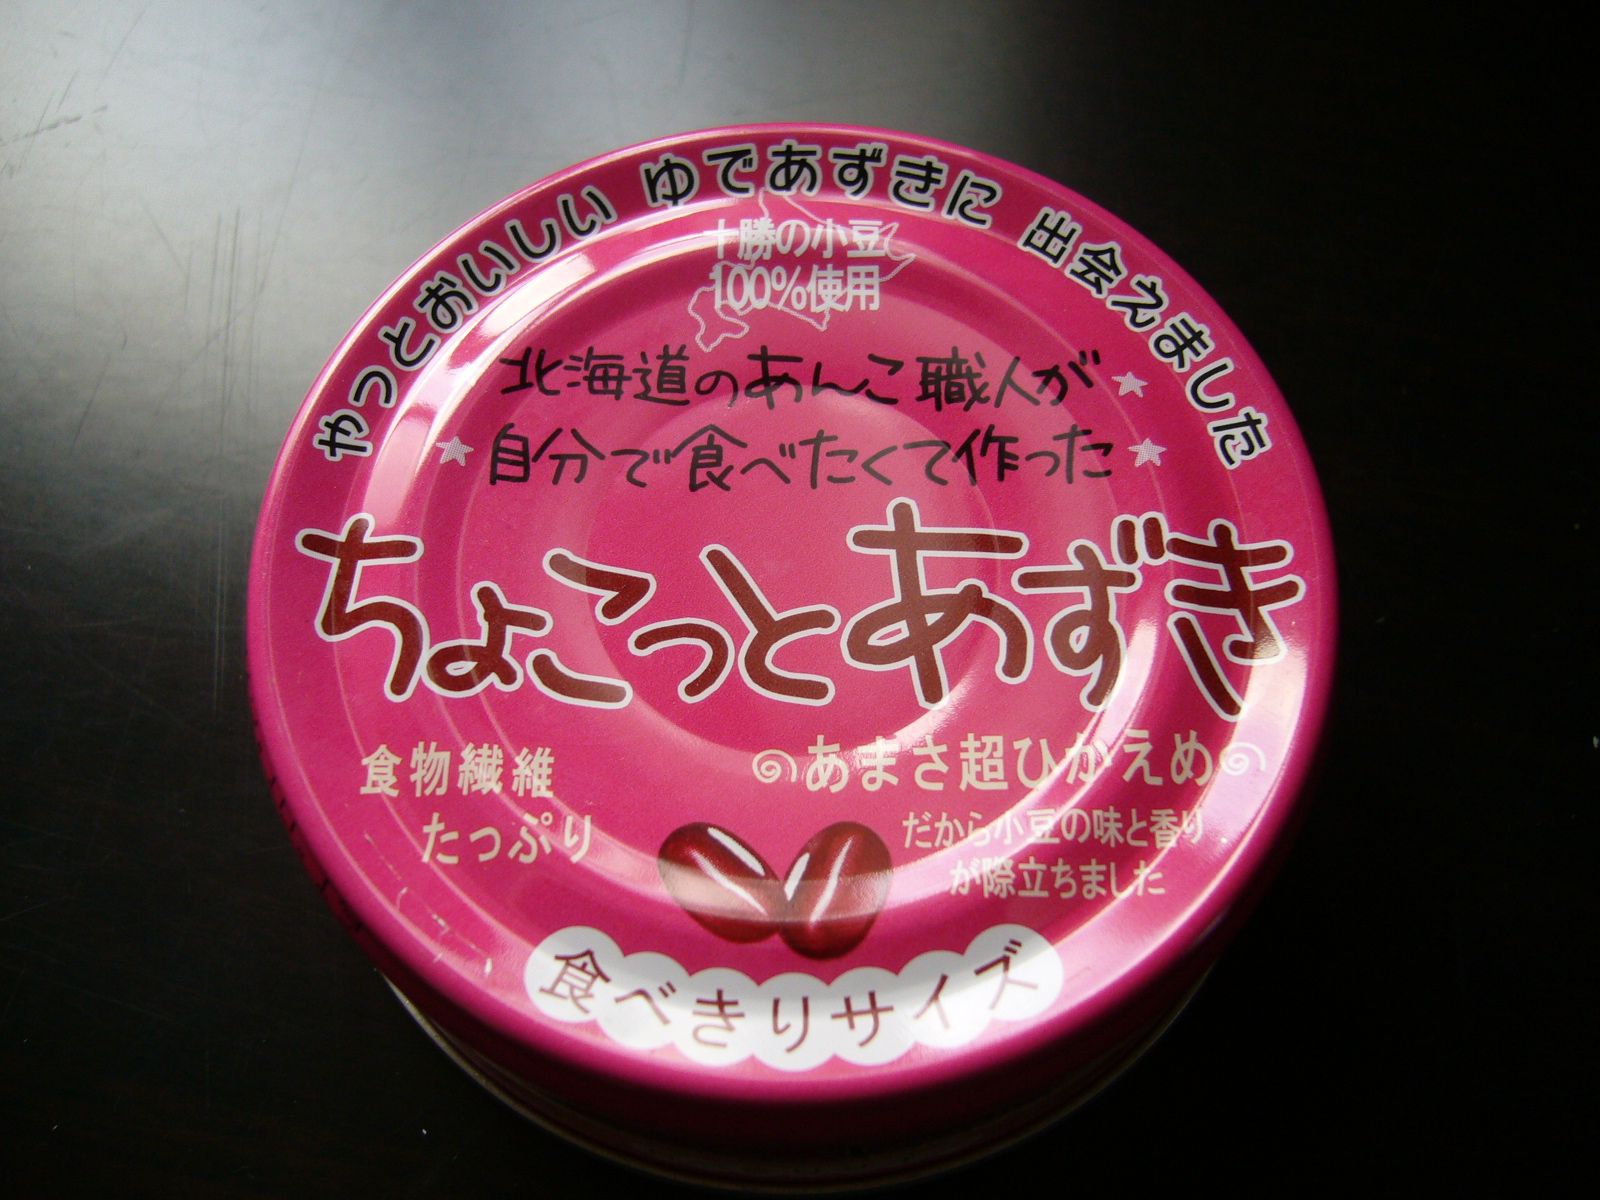 やっとおいしい ゆであずきに 出会えました
十勝の小豆
100%使用
北海道のあんこ職人が
自分で食べたくて作った
ちょこっとあずき
食物繊維
たっぷり
あまさ超ひかえめ
だから小豆の味と香り
が際立ちました
食べきりサイズ